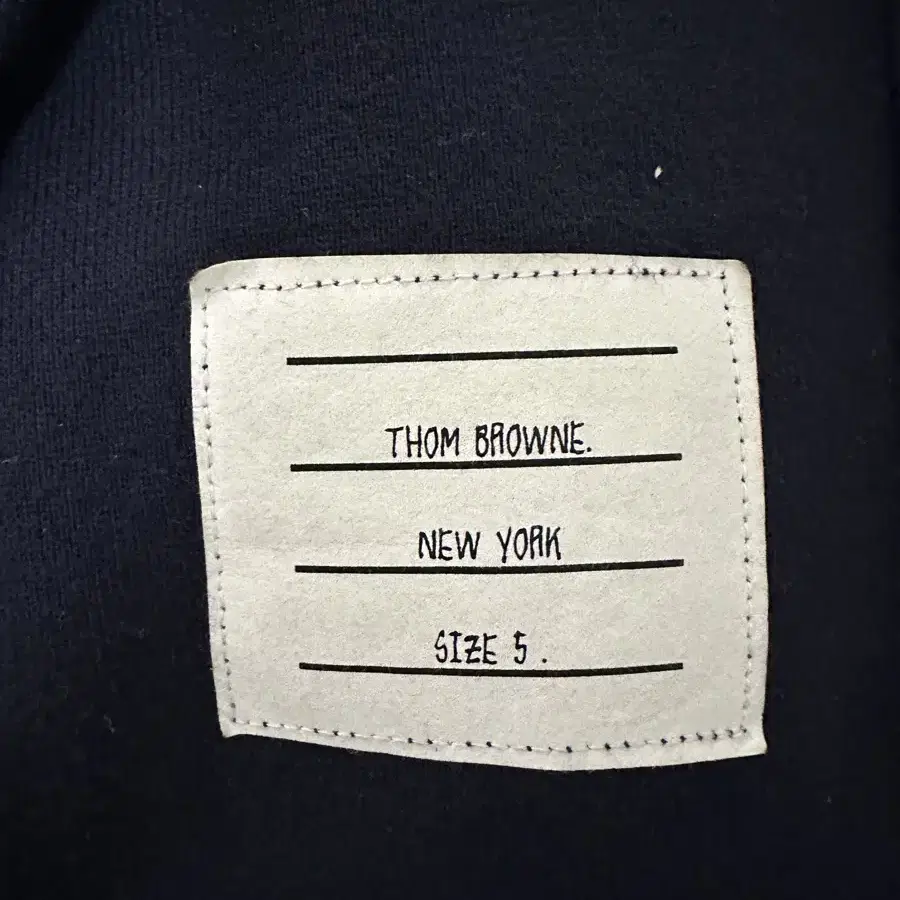 THOM BROWNE.
NEW YORK
SIZE 5 .